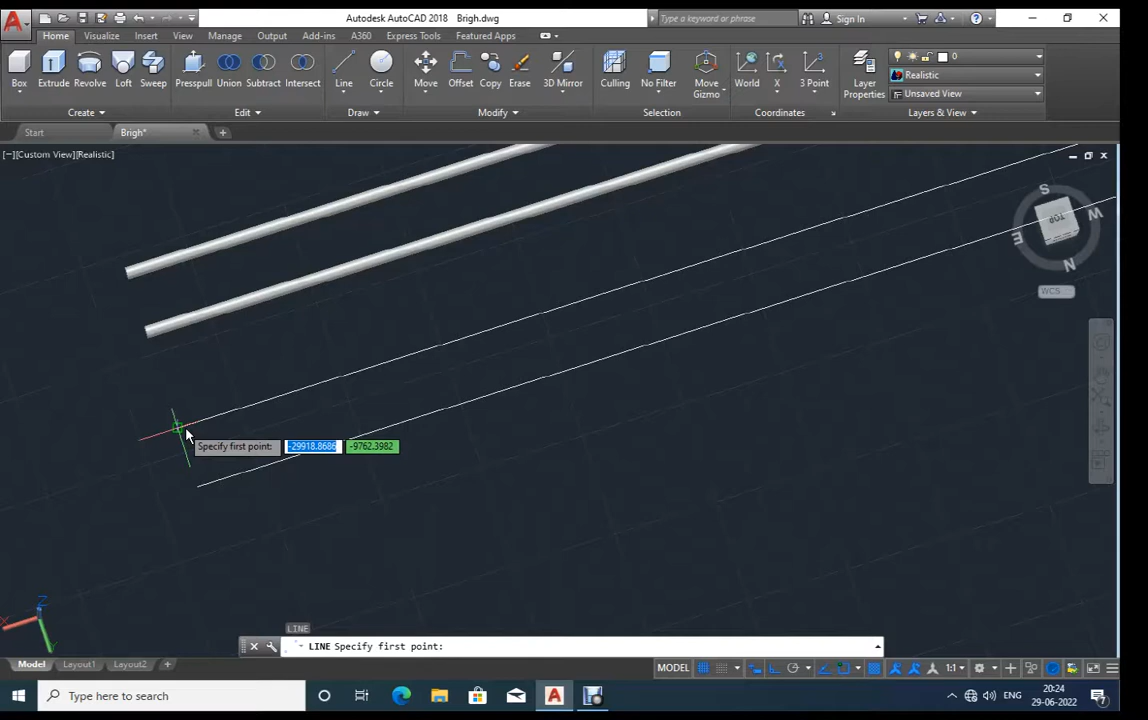 Autodesk AutoCAD 2018 Brigh.dwg
Type a keyword or phrase
Sign In
Home Visualize Insert View Manage Output Add-ins A360 Express Tools Featured Apps
Box Extrude Revolve Loft Sweep
Presspull Union Subtract Intersect
Line Circle
Move Offset Copy Erase 3D Mirror
Culling No Filter Move
Gizmo
World X 3 Point
Layer
Properties
0
Realistic
Unsaved View
Create Edit Draw Modify Selection Coordinates Layers & View
Start Brigh*
[−][Custom View][Realistic]
S
TOP
W
E
N
WCS
Specify first point: -29918.8686 -9762.3982
Z
X
Y
LINE
LINE Specify first point:
Model Layout1 Layout2
MODEL 1:1
Type here to search
ENG
20:24
29-06-2022
7